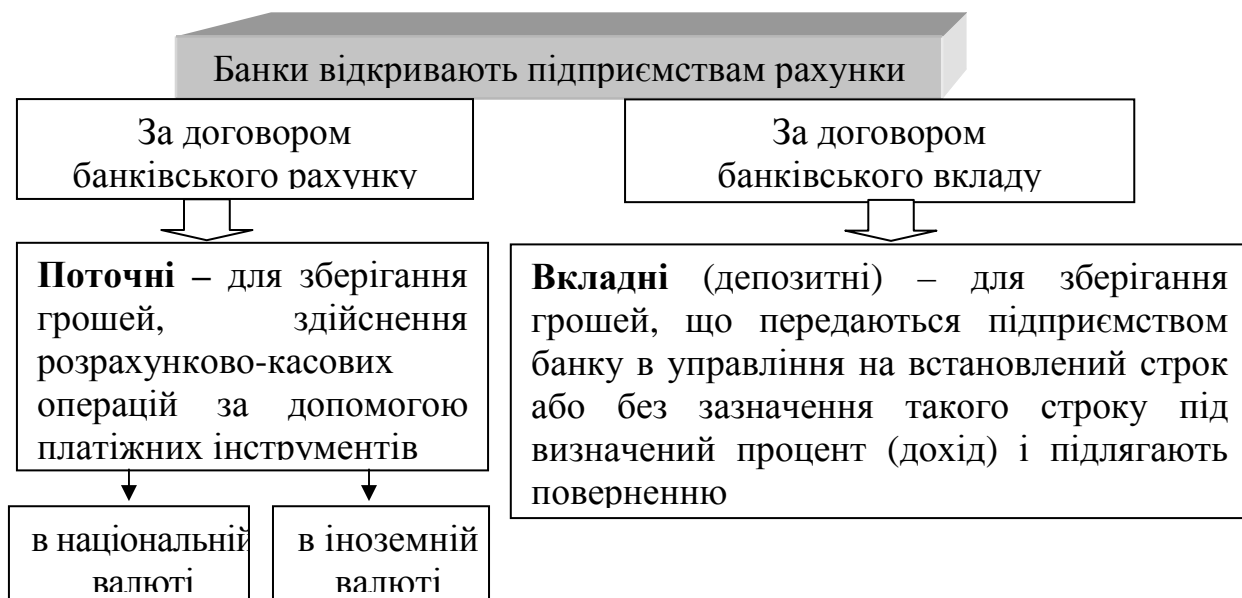 Банки відкривають підприємствам рахунки
За договором
банківського рахунку
За договором
банківського вкладу
Поточні – для зберігання
грошей, здійснення
розрахунково-касових
операцій за допомогою
платіжних інструментів
Вкладні (депозитні) – для зберігання
грошей, що передаються підприємством
банку в управління на встановлений строк
або без зазначення такого строку під
визначений процент (дохід) і підлягають
поверненню
в національній
валюті
в іноземній
валюті